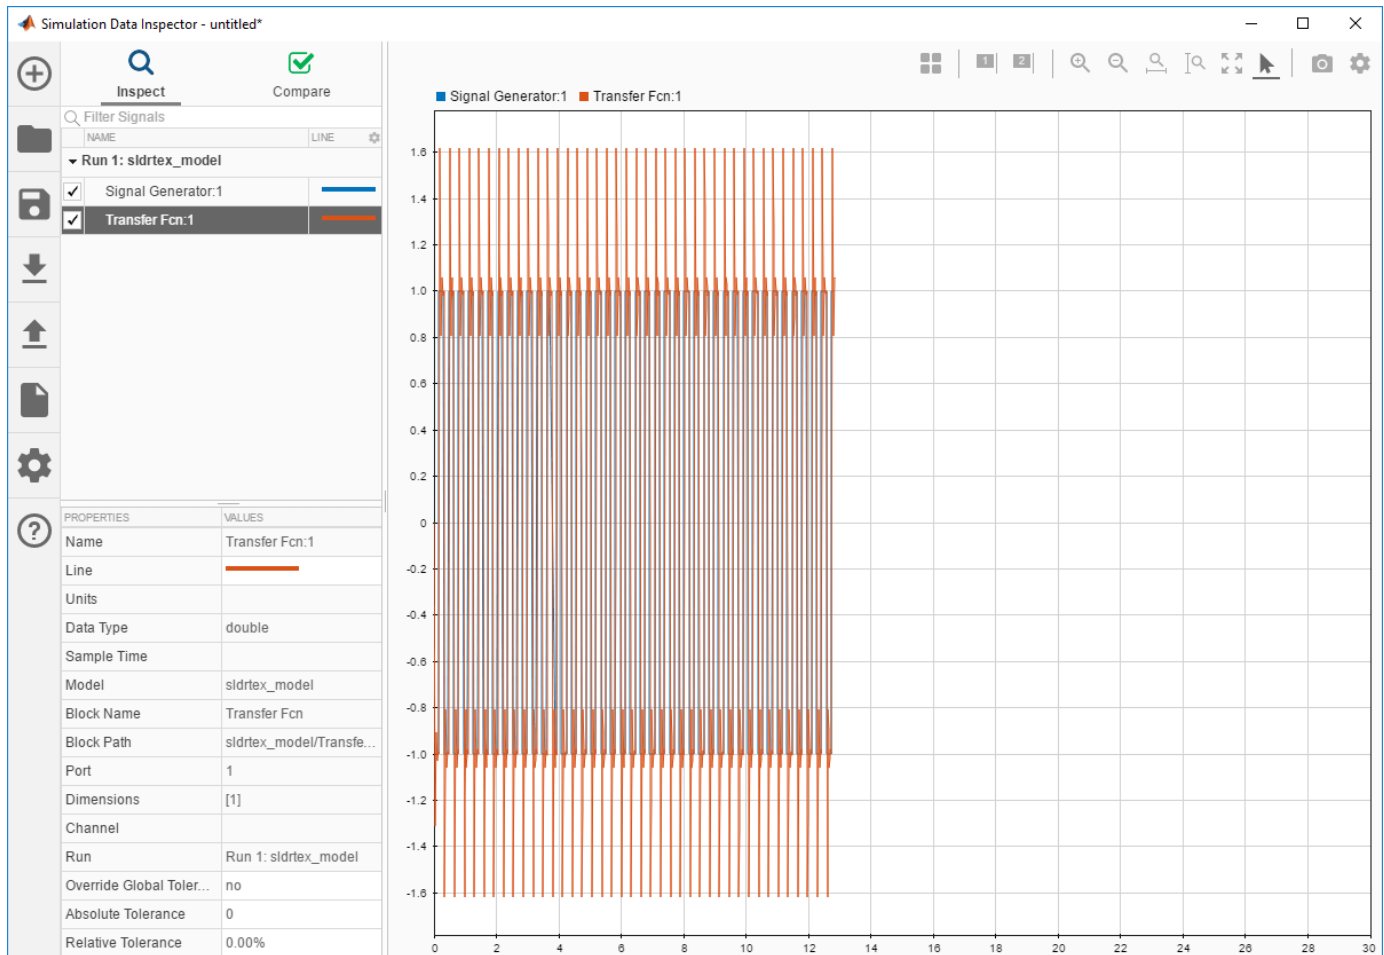 Simulation Data Inspector - untitled*
Inspect
Compare
Filter Signals
NAME LINE
Run 1: sldrtex_model
Signal Generator:1
Transfer Fcn:1
PROPERTIES VALUES
Name Transfer Fcn:1
Line
Units
Data Type double
Sample Time
Model sldrtex_model
Block Name Transfer Fcn
Block Path sldrtex_model/Transfe...
Port 1
Dimensions [1]
Channel
Run Run 1: sldrtex_model
Override Global Toler... no
Absolute Tolerance 0
Relative Tolerance 0.00%
1 2
Signal Generator:1 Transfer Fcn:1
1.6
1.4
1.2
1.0
0.8
0.6
0.4
0.2
0
-0.2
-0.4
-0.6
-0.8
-1.0
-1.2
-1.4
-1.6
0 2 4 6 8 10 12 14 16 18 20 22 24 26 28 30